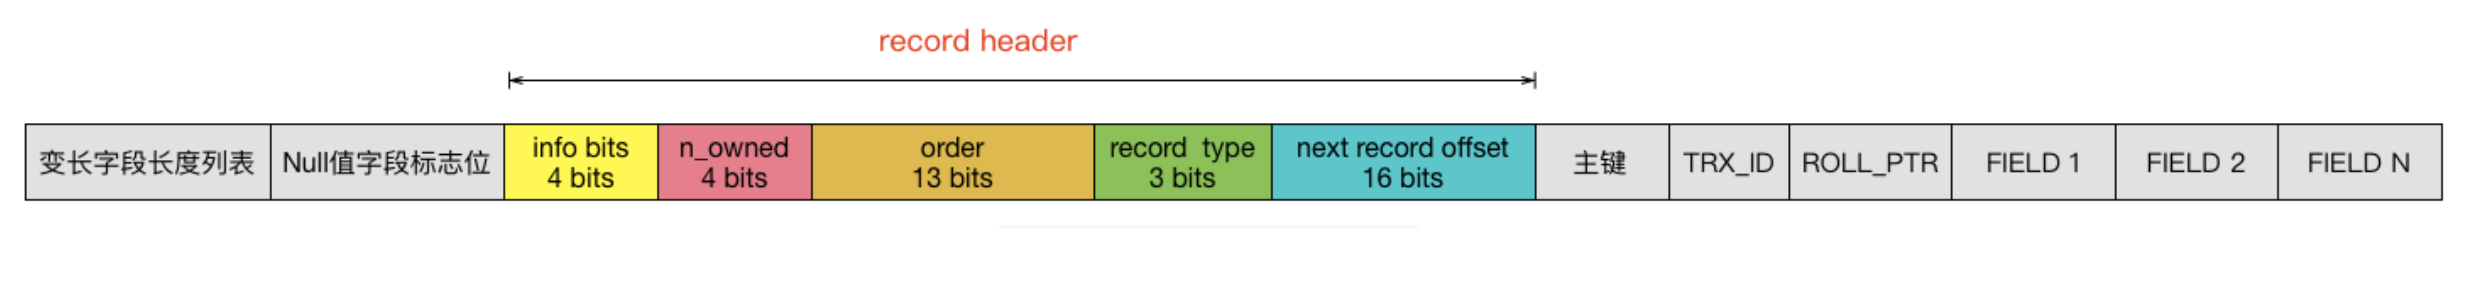 record header
变长字段长度列表
Null值字段标志位
info bits
4 bits
n_owned
4 bits
order
13 bits
record type
3 bits
next record offset
16 bits
主键
TRX_ID
ROLL_PTR
FIELD 1
FIELD 2
FIELD N